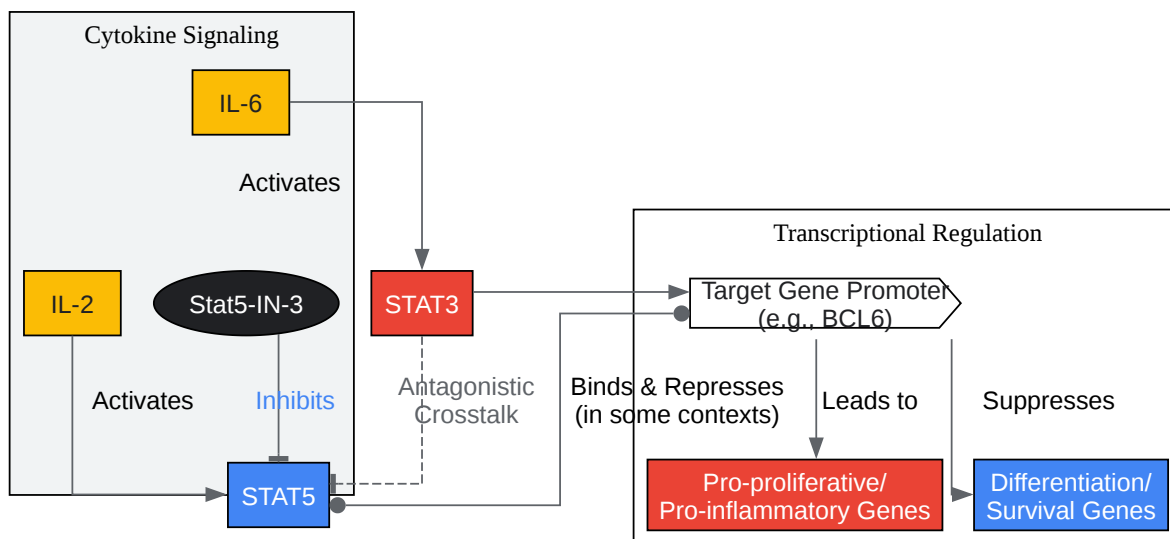 Cytokine Signaling
IL-6
Activates
Transcriptional Regulation
IL-2
Stat5-IN-3
STAT3
Target Gene Promoter
(e.g., BCL6)
Activates
Inhibits
Antagonistic
Crosstalk
Binds & Represses
(in some contexts)
Leads to
Suppresses
STAT5
Pro-proliferative/
Pro-inflammatory Genes
Differentiation/
Survival Genes